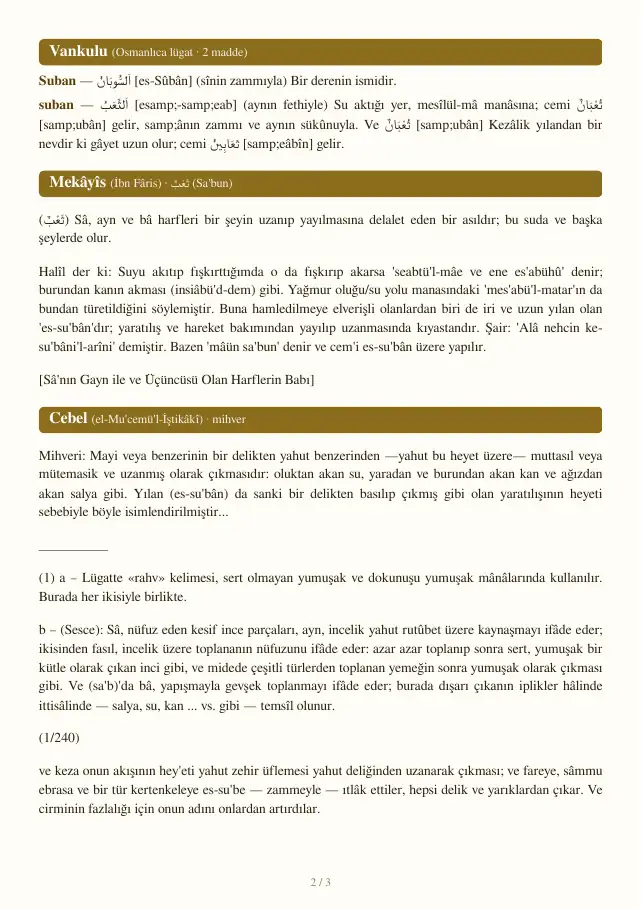 Vankulu (Osmanlıca lügat · 2 madde)
Suban — اَلسُّوبَانُ [es-Sûbân] (sînin zammıyla) Bir derenin ismidir.
suban — اَلثَّعَبُ [esamp;-samp;eab] (aynın fethiyle) Su aktığı yer, mesîlül-mâ manâsına; cemi ثُعْبَانٌ
[samp;ubân] gelir, samp;ânın zammı ve aynın sükûnuyla. Ve ثُعْبَانٌ [samp;ubân] Kezâlik yılandan bir
nevdir ki gâyet uzun olur; cemi ثَعَابِينُ [samp;eâbîn] gelir.
Mekâyîs (İbn Fâris) · ثعب (Sa'bun)
(ثَعْبٌ) Sâ, ayn ve bâ harfleri bir şeyin uzanıp yayılmasına delalet eden bir asıldır; bu suda ve başka
şeylerde olur.
Halîl der ki: Suyu akıtıp fışkırttığımda o da fışkırıp akarsa 'seabtü'l-mâe ve ene es'abühû' denir;
burundan kanın akması (insiâbü'd-dem) gibi. Yağmur oluğu/su yolu manasındaki 'mes'abü'l-matar'ın da
bundan türetildiğini söylemiştir. Buna hamledilmeye elverişli olanlardan biri de iri ve uzun yılan olan
'es-su'bân'dır; yaratılış ve hareket bakımından yayılıp uzanmasında kıyastandır. Şair: 'Alâ nehcin ke-
su'bâni'l-arîni' demiştir. Bazen 'mâün sa'bun' denir ve cem'i es-su'bân üzere yapılır.
[Sâ'nın Gayn ile ve Üçüncüsü Olan Harflerin Babı]
Cebel (el-Mu'cemü'l-İştikâkî) · mihver
Mihveri: Mayi veya benzerinin bir delikten yahut benzerinden —yahut bu heyet üzere— muttasıl veya
mütemasik ve uzanmış olarak çıkmasıdır: oluktan akan su, yaradan ve burundan akan kan ve ağızdan
akan salya gibi. Yılan (es-su'bân) da sanki bir delikten basılıp çıkmış gibi olan yaratılışının heyeti
sebebiyle böyle isimlendirilmiştir...
(1) a – Lügatte «rahv» kelimesi, sert olmayan yumuşak ve dokunuşu yumuşak mânâlarında kullanılır.
Burada her ikisiyle birlikte.
b – (Sesce): Sâ, nüfuz eden kesif ince parçaları, ayn, incelik yahut rutûbet üzere kaynaşmayı ifâde eder;
ikisinden fasıl, incelik üzere toplananın nüfuzunu ifâde eder: azar azar toplanıp sonra sert, yumuşak bir
kütle olarak çıkan inci gibi, ve midede çeşitli türlerden toplanan yemeğin sonra yumuşak olarak çıkması
gibi. Ve (sa'b)'da bâ, yapışmayla gevşek toplanmayı ifâde eder; burada dışarı çıkanın iplikler hâlinde
ittisâlinde — salya, su, kan ... vs. gibi — temsîl olunur.
(1/240)
ve keza onun akışının hey'eti yahut zehir üflemesi yahut deliğinden uzanarak çıkması; ve fareye, sâmmu
ebrasa ve bir tür kertenkeleye es-su'be — zammeyle — ıtlâk ettiler, hepsi delik ve yarıklardan çıkar. Ve
cirminin fazlalığı için onun adını onlardan artırdılar.
2 / 3